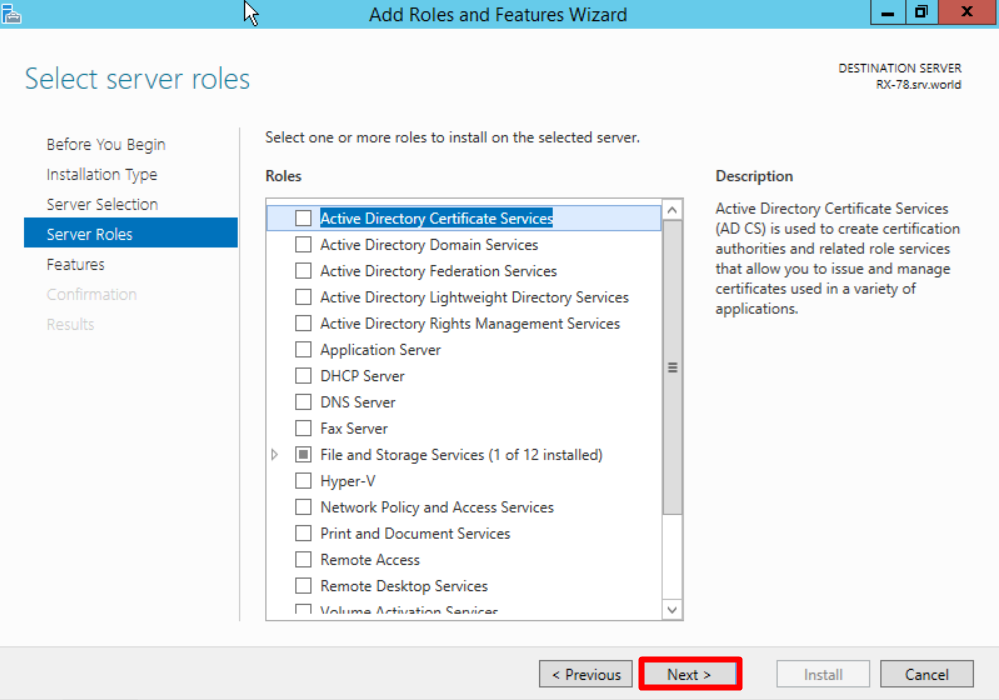 Add Roles and Features Wizard
Select server roles
DESTINATION SERVER
RX-78.srv.world
Before You Begin
Installation Type
Server Selection
Server Roles
Features
Confirmation
Results
Select one or more roles to install on the selected server.
Roles
Active Directory Certificate Services
Active Directory Domain Services
Active Directory Federation Services
Active Directory Lightweight Directory Services
Active Directory Rights Management Services
Application Server
DHCP Server
DNS Server
Fax Server
File and Storage Services (1 of 12 installed)
Hyper-V
Network Policy and Access Services
Print and Document Services
Remote Access
Remote Desktop Services
Volume Activation Services
Description
Active Directory Certificate Services
(AD CS) is used to create certification
authorities and related role services
that allow you to issue and manage
certificates used in a variety of
applications.
< Previous
Next >
Install
Cancel